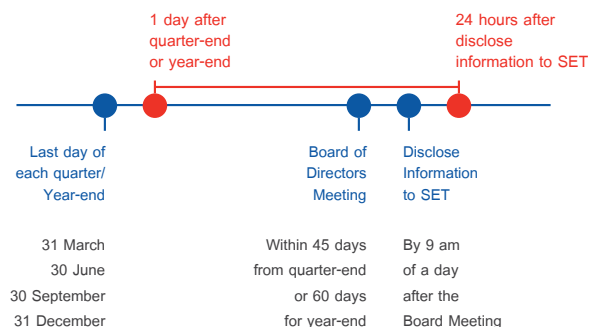 1 day after
quarter-end
or year-end
24 hours after
disclose
information to SET
Last day of
each quarter/
Year-end
Board of
Directors
Meeting
Disclose
Information
to SET
31 March
30 June
30 September
31 December
Within 45 days
from quarter-end
or 60 days
for year-end
By 9 am
of a day
after the
Board Meeting